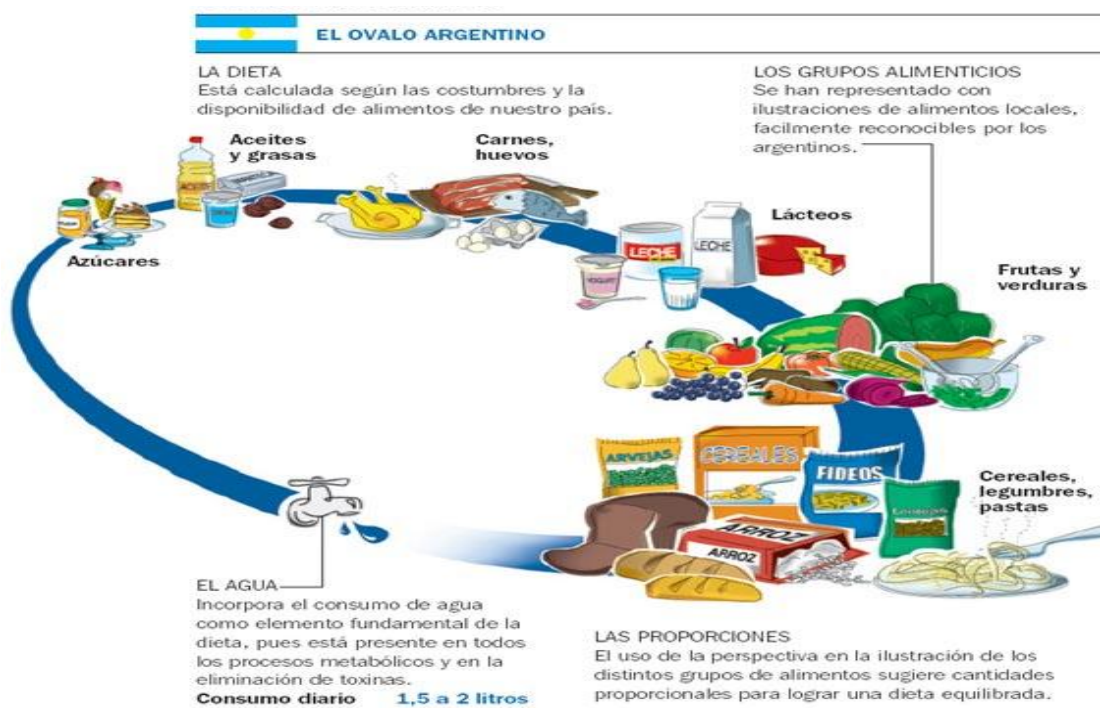 EL OVALO ARGENTINO
LA DIETA
Está calculada según las costumbres y la
disponibilidad de alimentos de nuestro país.
LOS GRUPOS ALIMENTICIOS
Se han representado con
ilustraciones de alimentos locales,
facilmente reconocibles por los
argentinos.
Aceites
y grasas
Carnes,
huevos
ACEITE
Azúcares
Lácteos
LECHE
LECHE
YOGURT
Frutas y
verduras
ARVEJAS
CEREALES
FIDEOS
Cereales,
legumbres,
pastas
ARROZ
ARROZ
EL AGUA
Incorpora el consumo de agua
como elemento fundamental de la
dieta, pues está presente en todos
los procesos metabólicos y en la
eliminación de toxinas.
Consumo diario 1,5 a 2 litros
LAS PROPORCIONES
El uso de la perspectiva en la ilustración de los
distintos grupos de alimentos sugiere cantidades
proporcionales para lograr una dieta equilibrada.